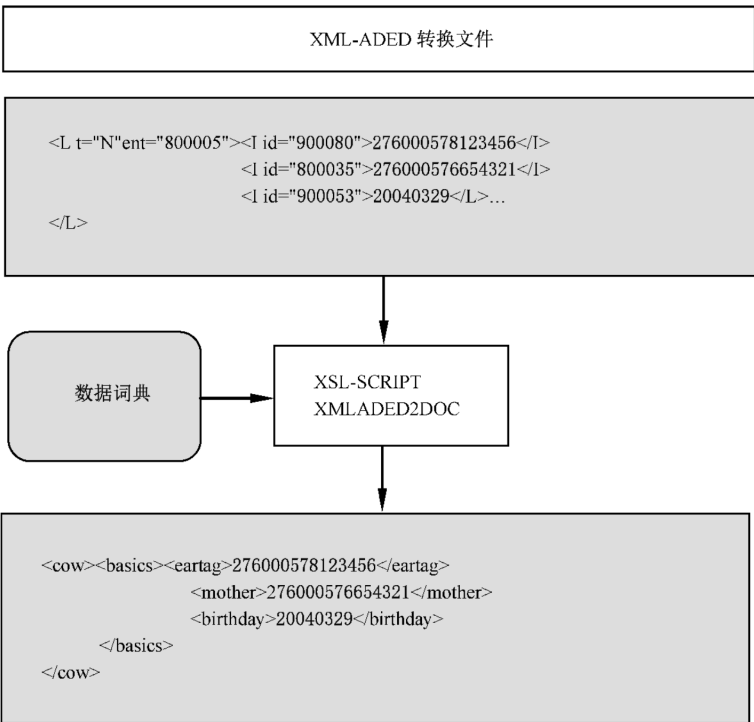 XML-ADED 转换文件
<L t="N"ent="800005"><I id="900080">276000578123456</I>
<I id="800035">276000576654321</I>
<I id="900053">20040329</L>...
</L>
数据词典
XSL-SCRIPT
XMLADED2DOC
<cow><basics><eartag>276000578123456</eartag>
<mother>276000576654321</mother>
<birthday>20040329</birthday>
</basics>
</cow>